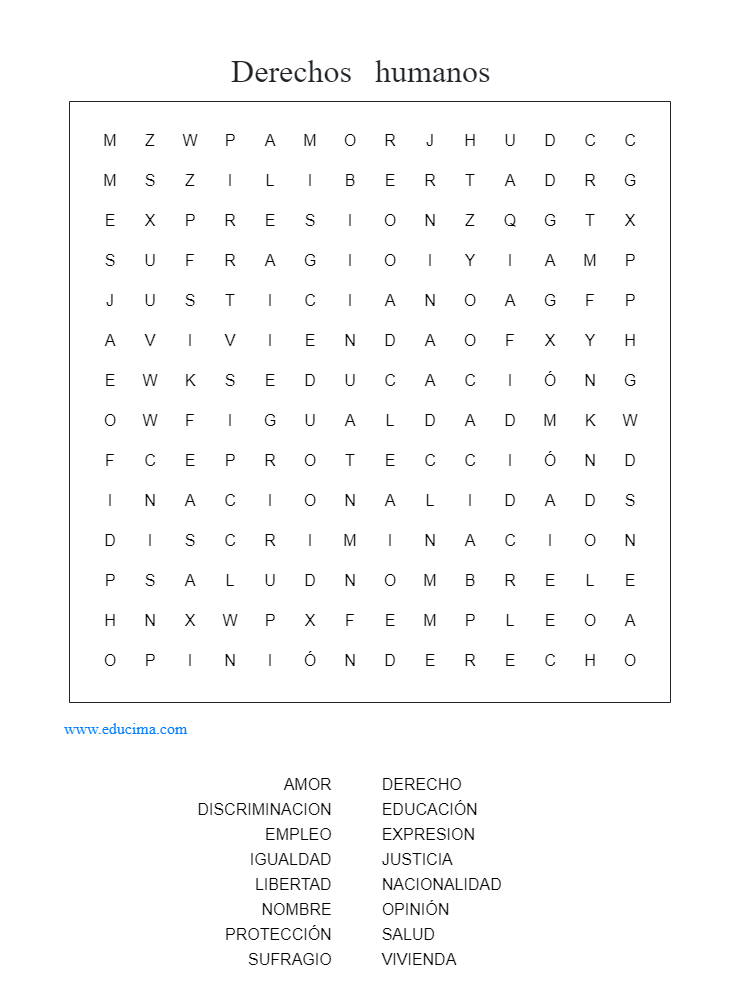 Derechos humanos
M Z W P A M O R J H U D C C
M S Z I L I B E R T A D R G
E X P R E S I O N Z Q G T X
S U F R A G I O I Y I A M P
J U S T I C I A N O A G F P
A V I V I E N D A O F X Y H
E W K S E D U C A C I Ó N G
O W F I G U A L D A D M K W
F C E P R O T E C C I Ó N D
I N A C I O N A L I D A D S
D I S C R I M I N A C I O N
P S A L U D N O M B R E L E
H N X W P X F E M P L E O A
O P I N I Ó N D E R E C H O
www.educima.com
AMOR DERECHO
DISCRIMINACION EDUCACIÓN
EMPLEO EXPRESION
IGUALDAD JUSTICIA
LIBERTAD NACIONALIDAD
NOMBRE OPINIÓN
PROTECCIÓN SALUD
SUFRAGIO VIVIENDA